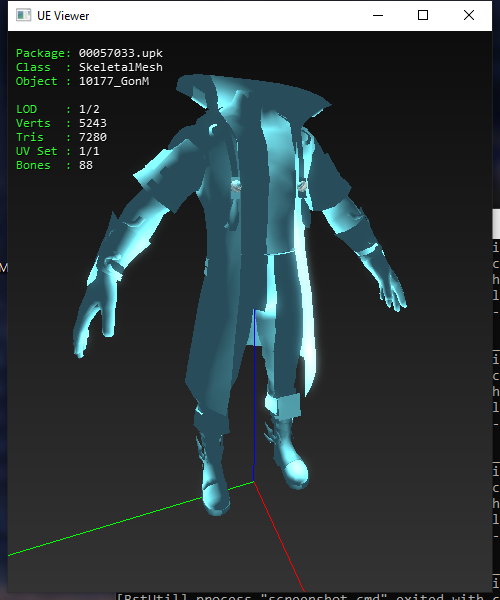 UE Viewer
Package: 00057033.upk
Class : SkeletalMesh
Object : 10177_GonM
LOD : 1/2
Verts : 5243
Tris : 7280
UV Set : 1/1
Bones : 88
M
i
c
h
l
-
i
c
h
l
-
i
c
h
l
-
[BstUtil] process "screenshot.cmd" exited with c